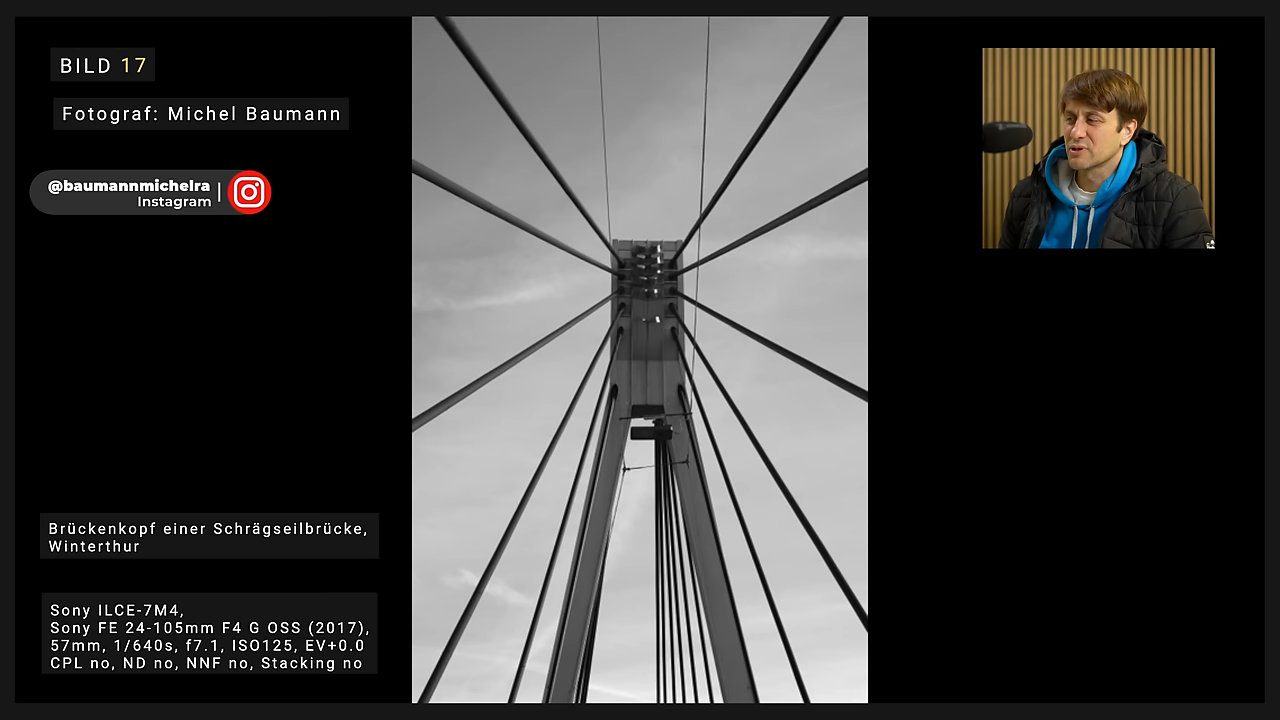 BILD 17
Fotograf: Michel Baumann
@baumannmichelra
Instagram
Brückenkopf einer Schrägseilbrücke,
Winterthur
Sony ILCE-7M4,
Sony FE 24-105mm F4 G OSS (2017),
57mm, 1/640s, f7.1, ISO125, EV+0.0
CPL no, ND no, NNF no, Stacking no